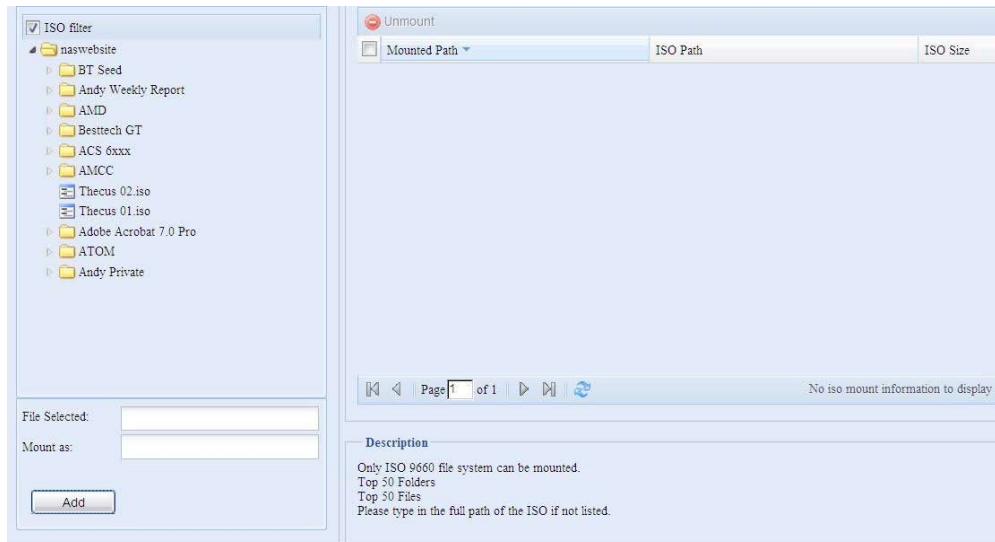 ISO filter
naswebsite
BT Seed
Andy Weekly Report
AMD
Besttech GT
ACS 6xxx
AMCC
Thecus 02.iso
Thecus 01.iso
Adobe Acrobat 7.0 Pro
ATOM
Andy Private
File Selected:
Mount as:
Add
Unmount
Mounted Path ISO Path ISO Size
Page 1 of 1 No iso mount information to display
Description
Only ISO 9660 file system can be mounted.
Top 50 Folders
Top 50 Files
Please type in the full path of the ISO if not listed.